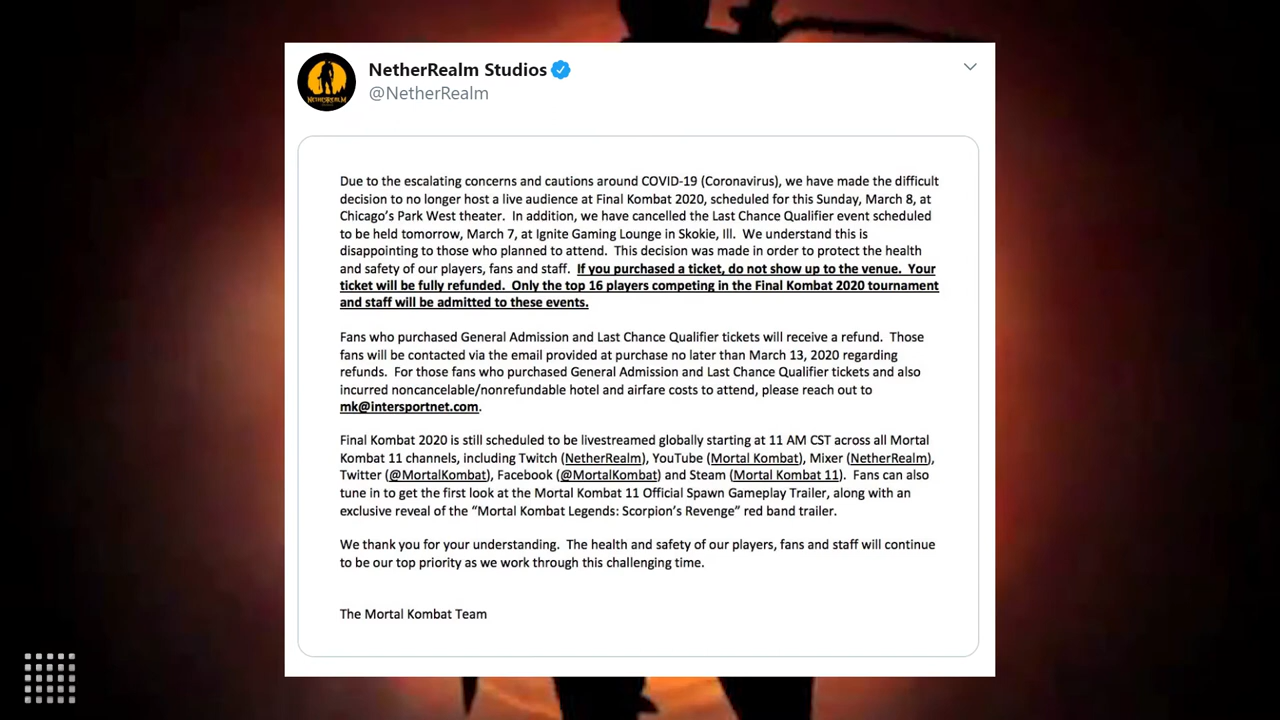 NetherRealm Studios
@NetherRealm
NETHERREALM
Due to the escalating concerns and cautions around COVID-19 (Coronavirus), we have made the difficult
decision to no longer host a live audience at Final Kombat 2020, scheduled for this Sunday, March 8, at
Chicago's Park West theater.  In addition, we have cancelled the Last Chance Qualifier event scheduled
to be held tomorrow, March 7, at Ignite Gaming Lounge in Skokie, Ill.  We understand this is
disappointing to those who planned to attend.  This decision was made in order to protect the health
and safety of our players, fans and staff.  If you purchased a ticket, do not show up to the venue.  Your
ticket will be fully refunded.  Only the top 16 players competing in the Final Kombat 2020 tournament
and staff will be admitted to these events.
Fans who purchased General Admission and Last Chance Qualifier tickets will receive a refund.  Those
fans will be contacted via the email provided at purchase no later than March 13, 2020 regarding
refunds.  For those fans who purchased General Admission and Last Chance Qualifier tickets and also
incurred noncancelable/nonrefundable hotel and airfare costs to attend, please reach out to
mk@intersportnet.com.
Final Kombat 2020 is still scheduled to be livestreamed globally starting at 11 AM CST across all Mortal
Kombat 11 channels, including Twitch (NetherRealm), YouTube (Mortal Kombat), Mixer (NetherRealm),
Twitter (@MortalKombat), Facebook (@MortalKombat) and Steam (Mortal Kombat 11).  Fans can also
tune in to get the first look at the Mortal Kombat 11 Official Spawn Gameplay Trailer, along with an
exclusive reveal of the “Mortal Kombat Legends: Scorpion's Revenge” red band trailer.
We thank you for your understanding.  The health and safety of our players, fans and staff will continue
to be our top priority as we work through this challenging time.
The Mortal Kombat Team